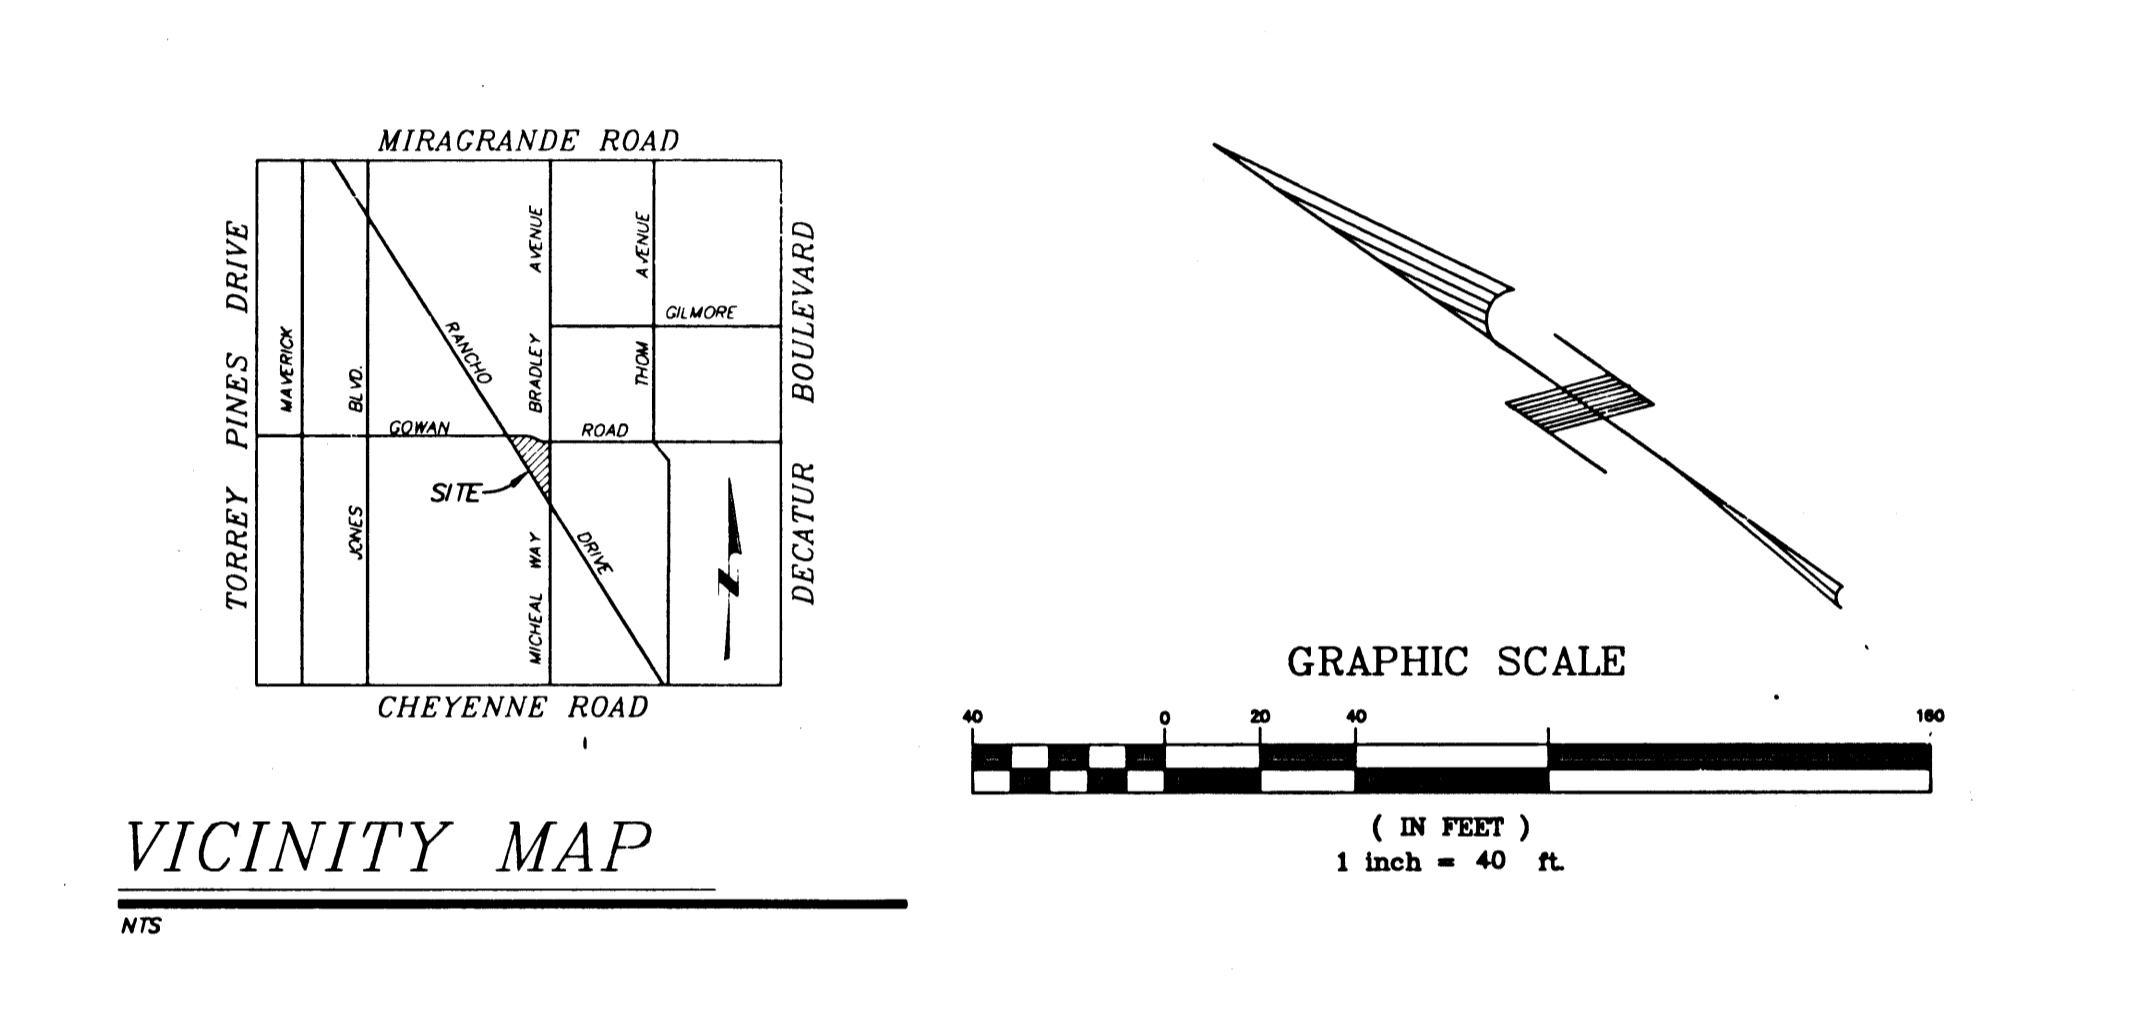 MIRAGRANDE ROAD
TORREY PINES DRIVE
MAVERICK
JONES BLVD.
RANCHO DRIVE
BRADLEY AVENUE
THOM AVENUE
GILMORE
DECATUR BOULEVARD
GOWAN ROAD
SITE
MICHEAL WAY
CHEYENNE ROAD
VICINITY MAP
NTS
GRAPHIC SCALE
40 0 20 40 160
( IN FEET )
1 inch = 40 ft.